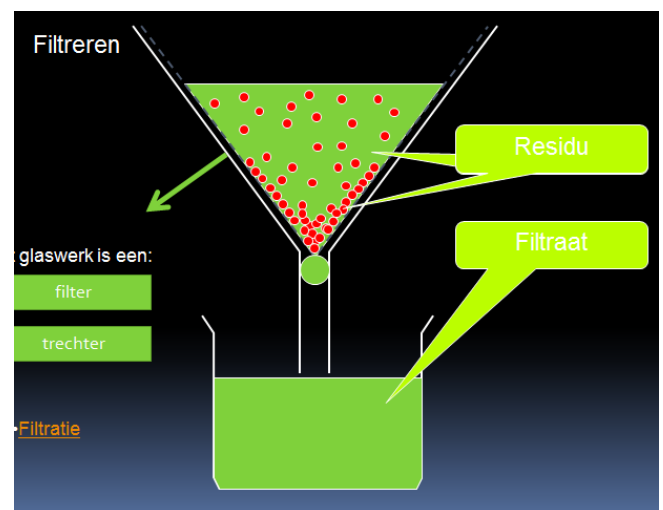 Filtreren
Residu
Filtraat
glaswerk is een:
filter
trechter
•Filtratie